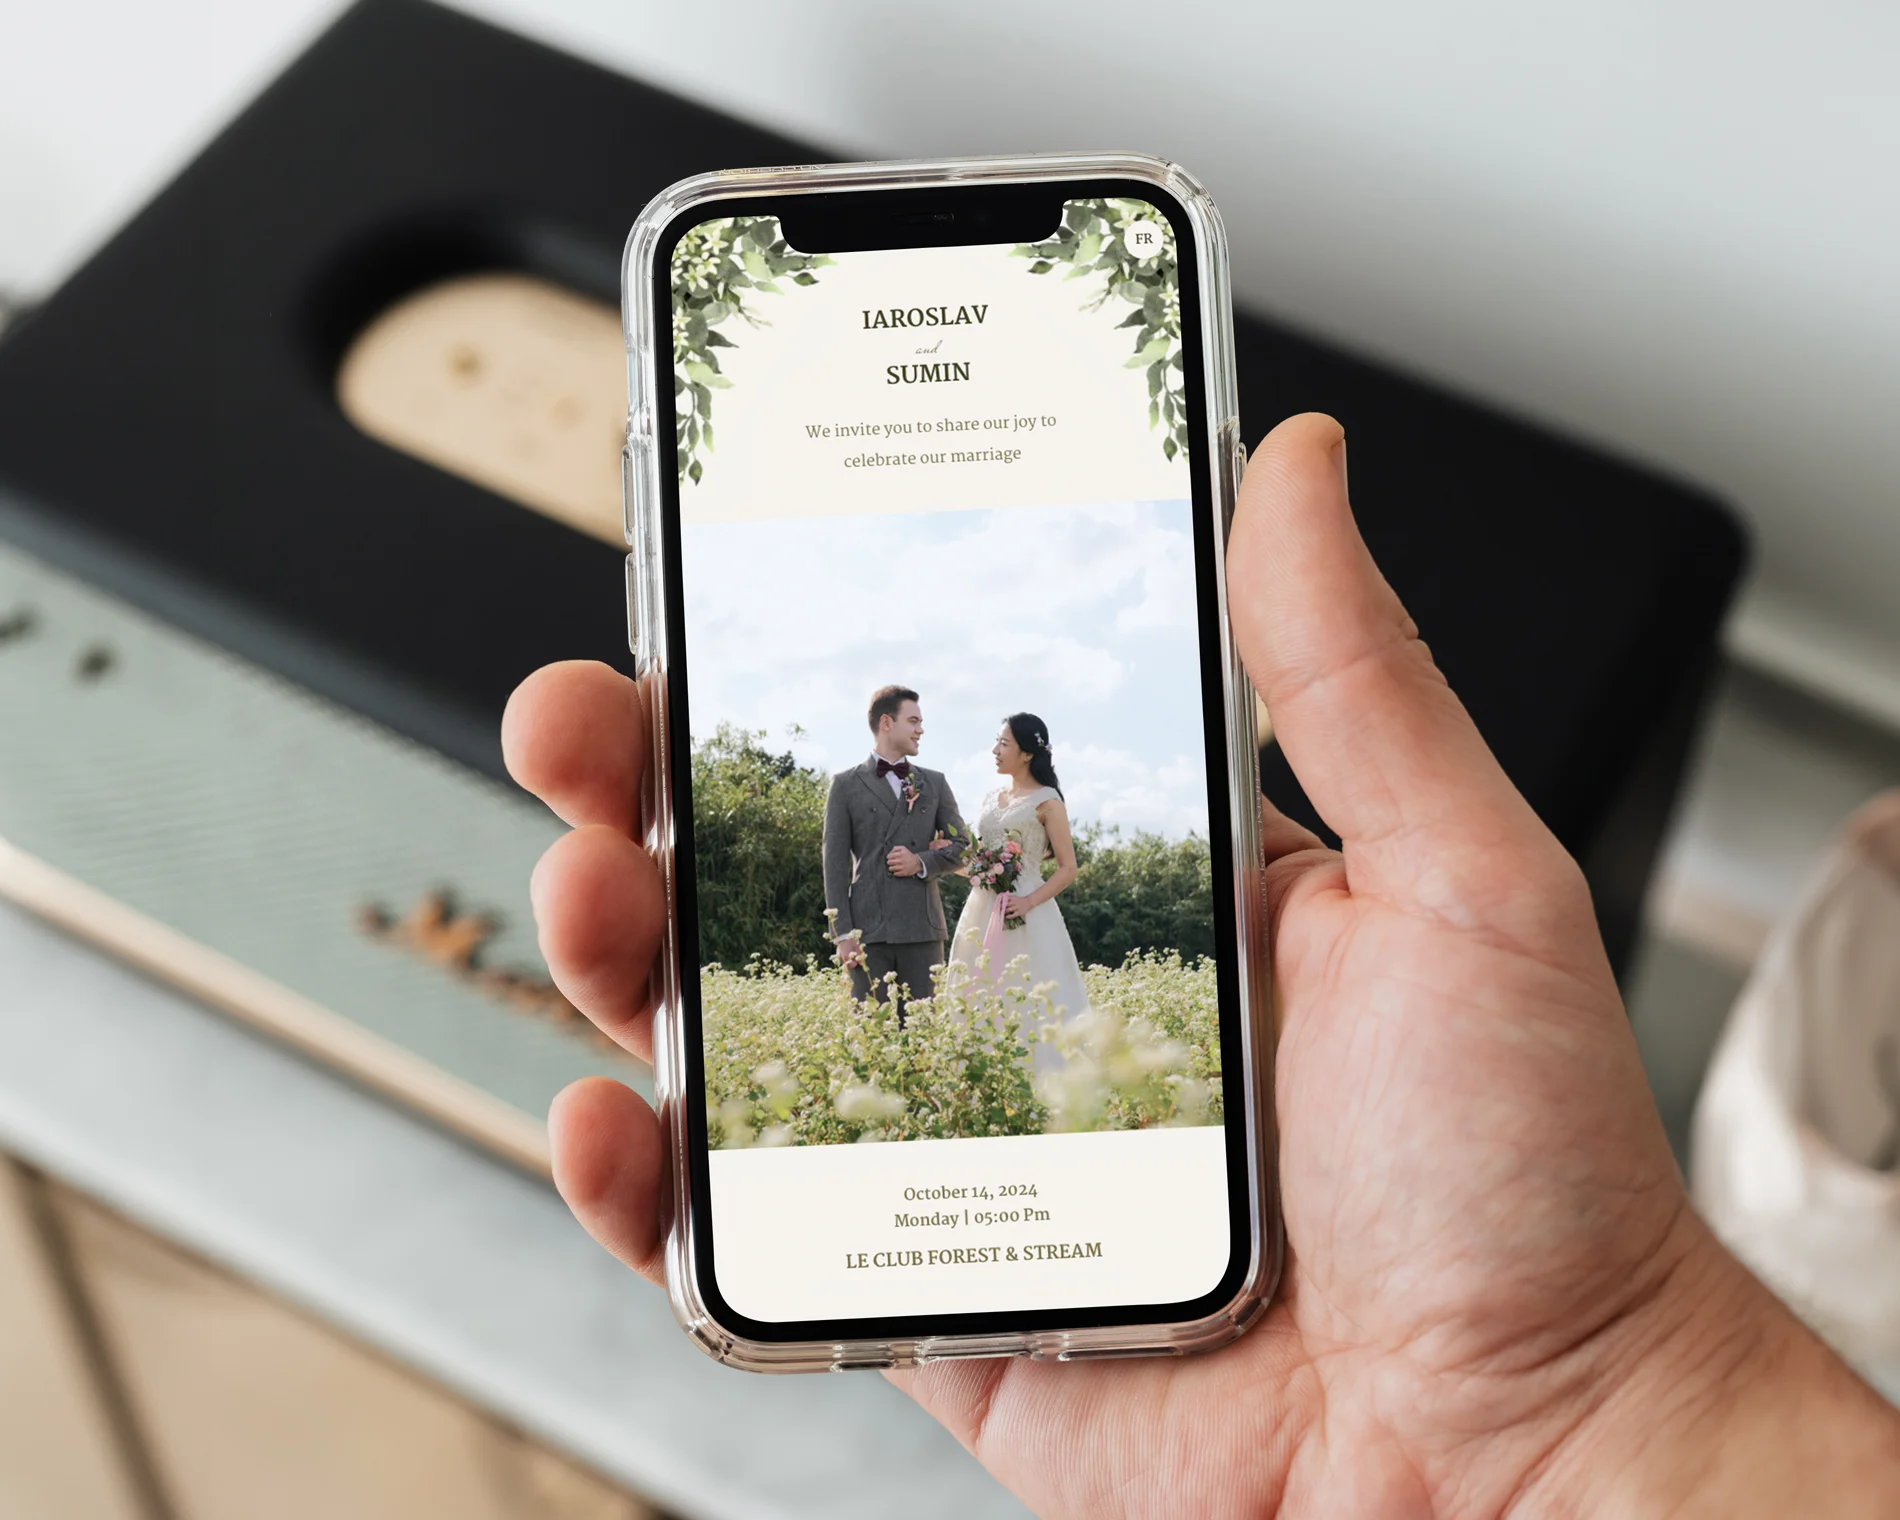 FR
IAROSLAV
and
SUMIN
We invite you to share our joy to
celebrate our marriage
October 14, 2024
Monday | 05:00 Pm
LE CLUB FOREST & STREAM